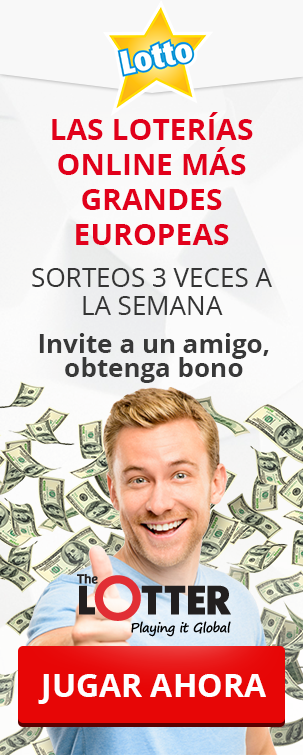 Lotto
LAS LOTERÍAS
ONLINE MÁS
GRANDES
EUROPEAS
SORTEOS 3 VECES A
LA SEMANA
Invite a un amigo,
obtenga bono
The
LOTTER
Playing it Global
JUGAR AHORA